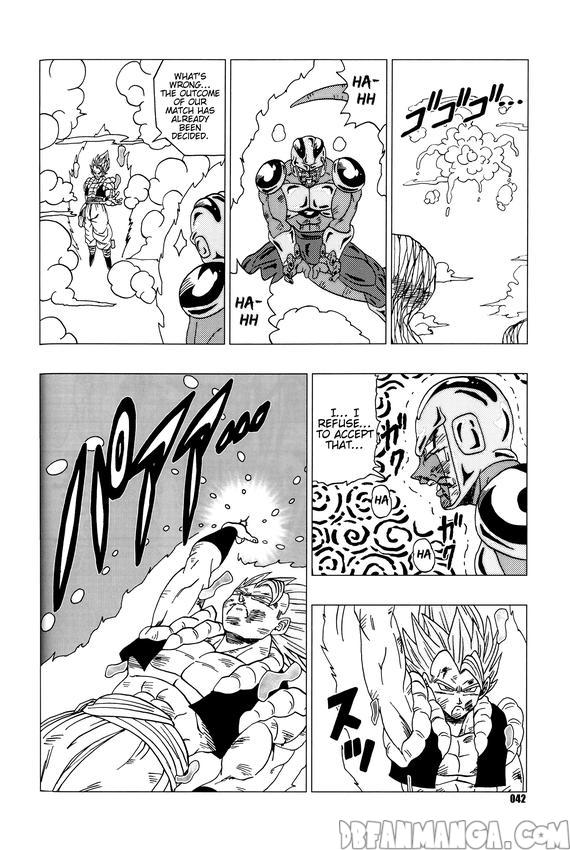 ゴゴゴ...
HA-
HH
HA-
HH
WHAT'S
WRONG...
THE OUTCOME
OF OUR
MATCH HAS
ALREADY
BEEN
DECIDED.
I... I
REFUSE...
TO ACCEPT
THAT...
ガク
HA
HA
ガク
スッ
042
DBFANMANGA.COM